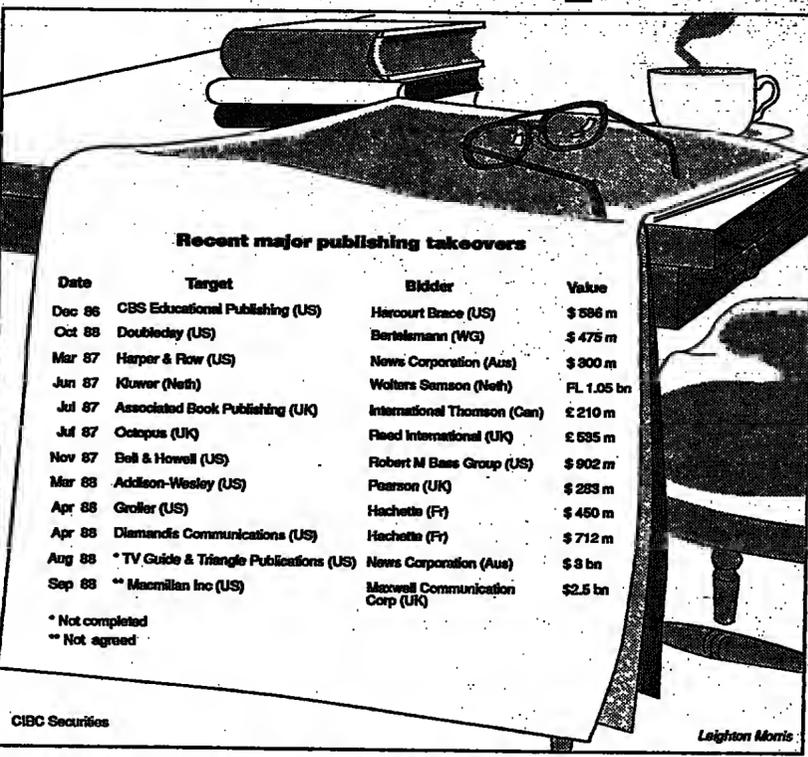 Recent major publishing takeovers
Date Target Bidder Value
Dec 86 CBS Educational Publishing (US) Harcourt Brace (US) $ 586 m
Oct 88 Doubleday (US) Bertelsmann (WG) $ 475 m
Mar 87 Harper & Row (US) News Corporation (Aus) $ 300 m
Jun 87 Kluwer (Neth) Wolters Samson (Neth) FL 1.05 bn
Jul 87 Associated Book Publishing (UK) International Thomson (Can) £ 210 m
Jul 87 Octopus (UK) Reed International (UK) £ 535 m
Nov 87 Bell & Howell (US) Robert M Bass Group (US) $ 902 m
Mar 88 Addison-Wesley (US) Pearson (UK) $ 283 m
Apr 88 Grolier (US) Hachette (Fr) $ 450 m
Apr 88 Diamandis Communications (US) Hachette (Fr) $ 712 m
Aug 88 * TV Guide & Triangle Publications (US) News Corporation (Aus) $ 3 bn
Sep 88 ** Macmillan Inc (US) Maxwell Communication $2.5 bn
Corp (UK)
* Not completed
** Not agreed
CIBC Securities
Leighton Morris